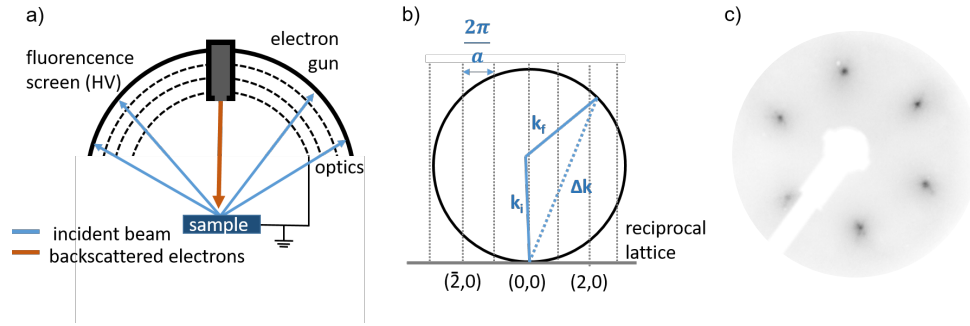 a)
fluorencence
screen (HV)
electron
gun
optics
sample
incident beam
backscattered electrons
b)
2π
a
k_f
k_i
Δk
reciprocal
lattice
(2̄,0)
(0,0)
(2,0)
c)